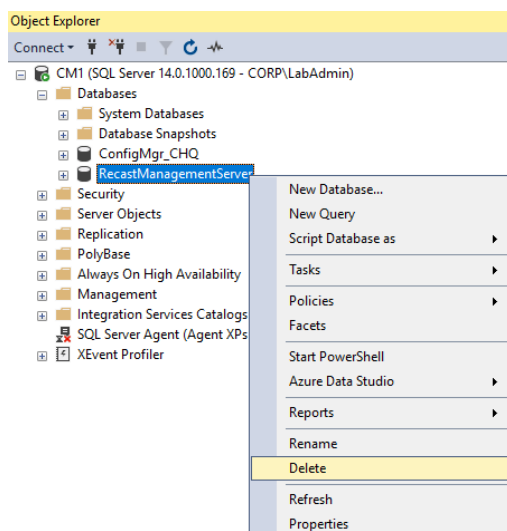 Object Explorer
Connect
CM1 (SQL Server 14.0.1000.169 - CORP\LabAdmin)
Databases
System Databases
Database Snapshots
ConfigMgr_CHQ
RecastManagementServer
Security
Server Objects
Replication
PolyBase
Always On High Availability
Management
Integration Services Catalogs
SQL Server Agent (Agent XPs
XEvent Profiler
New Database...
New Query
Script Database as
Tasks
Policies
Facets
Start PowerShell
Azure Data Studio
Reports
Rename
Delete
Refresh
Properties